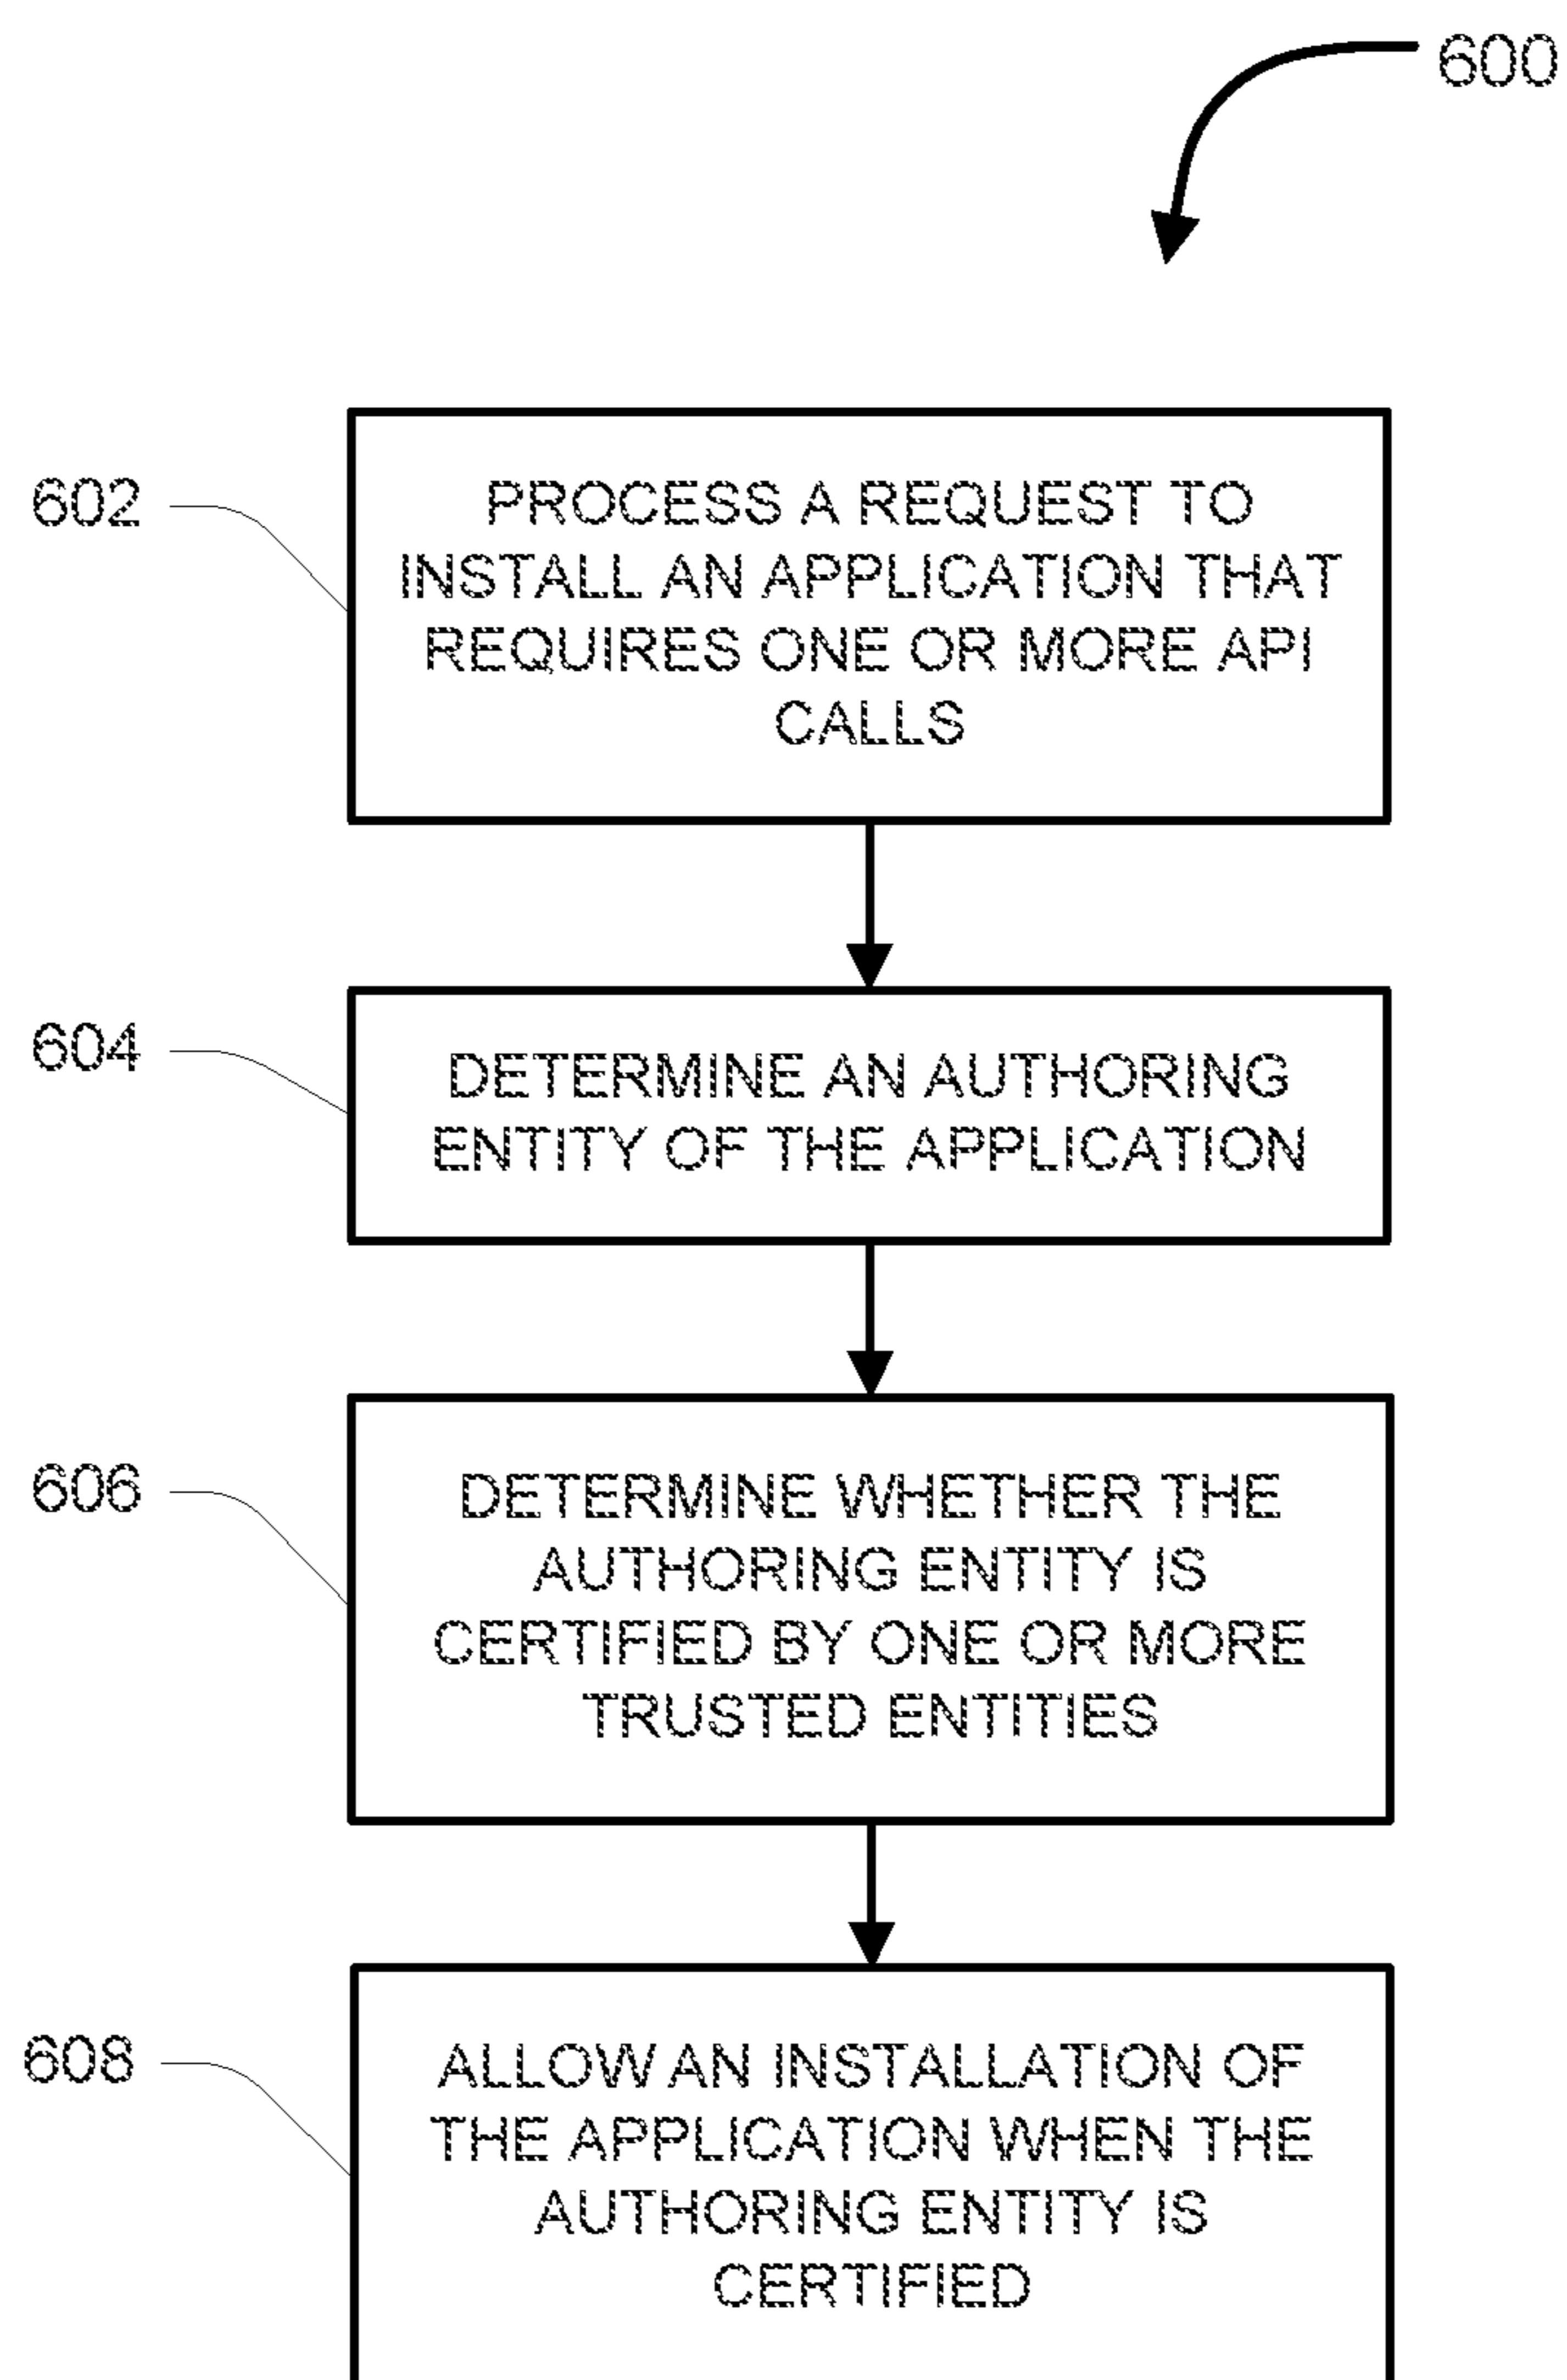 600
602
PROCESS A REQUEST TO
INSTALL AN APPLICATION THAT
REQUIRES ONE OR MORE API
CALLS
604
DETERMINE AN AUTHORING
ENTITY OF THE APPLICATION
606
DETERMINE WHETHER THE
AUTHORING ENTITY IS
CERTIFIED BY ONE OR MORE
TRUSTED ENTITIES
608
ALLOW AN INSTALLATION OF
THE APPLICATION WHEN THE
AUTHORING ENTITY IS
CERTIFIED